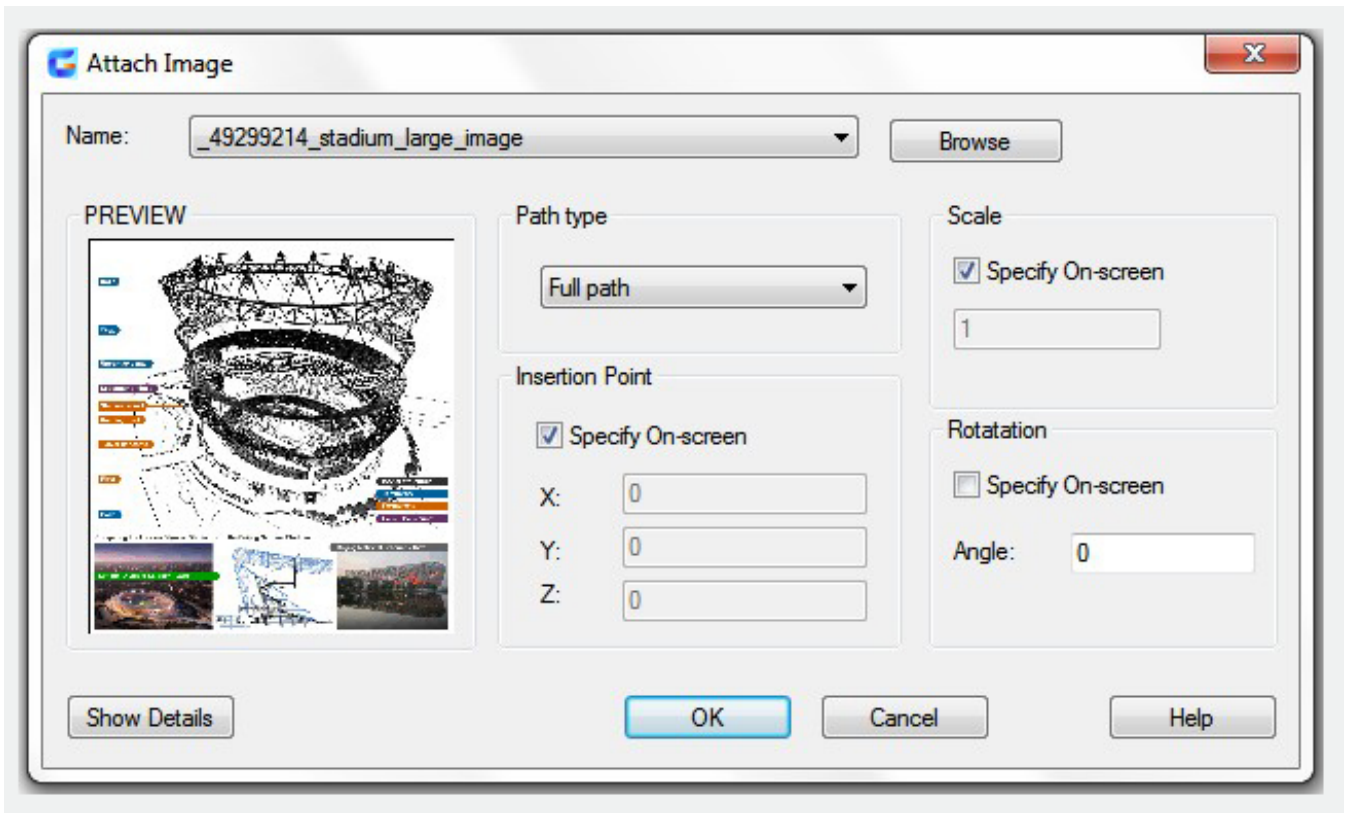 Attach Image
Name: _49299214_stadium_large_image Browse
PREVIEW
Path type
Full path
Insertion Point
Specify On-screen
X: 0
Y: 0
Z: 0
Scale
Specify On-screen
1
Rotatation
Specify On-screen
Angle: 0
Show Details OK Cancel Help